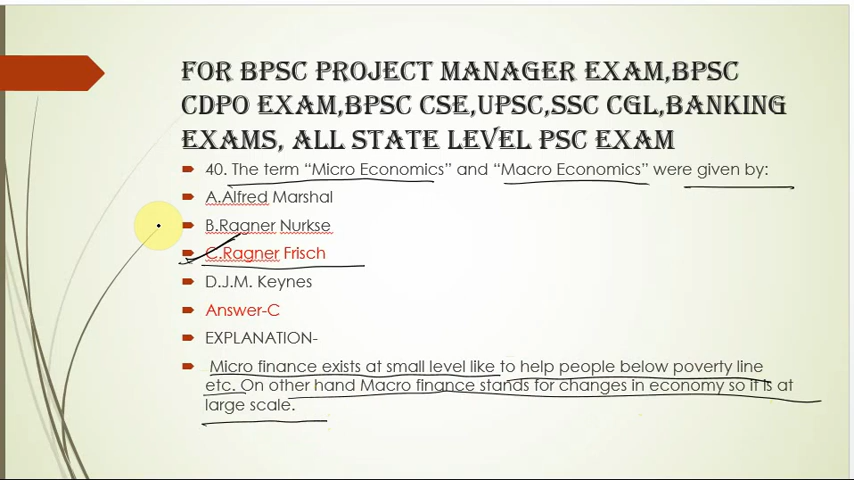 FOR BPSC PROJECT MANAGER EXAM,BPSC
CDPO EXAM,BPSC CSE,UPSC,SSC CGL,BANKING
EXAMS, ALL STATE LEVEL PSC EXAM
40. The term “Micro Economics” and “Macro Economics” were given by:
A.Alfred Marshal
B.Ragner Nurkse
C.Ragner Frisch
D.J.M. Keynes
Answer-C
EXPLANATION-
Micro finance exists at small level like to help people below poverty line
etc. On other hand Macro finance stands for changes in economy so it is at
large scale.